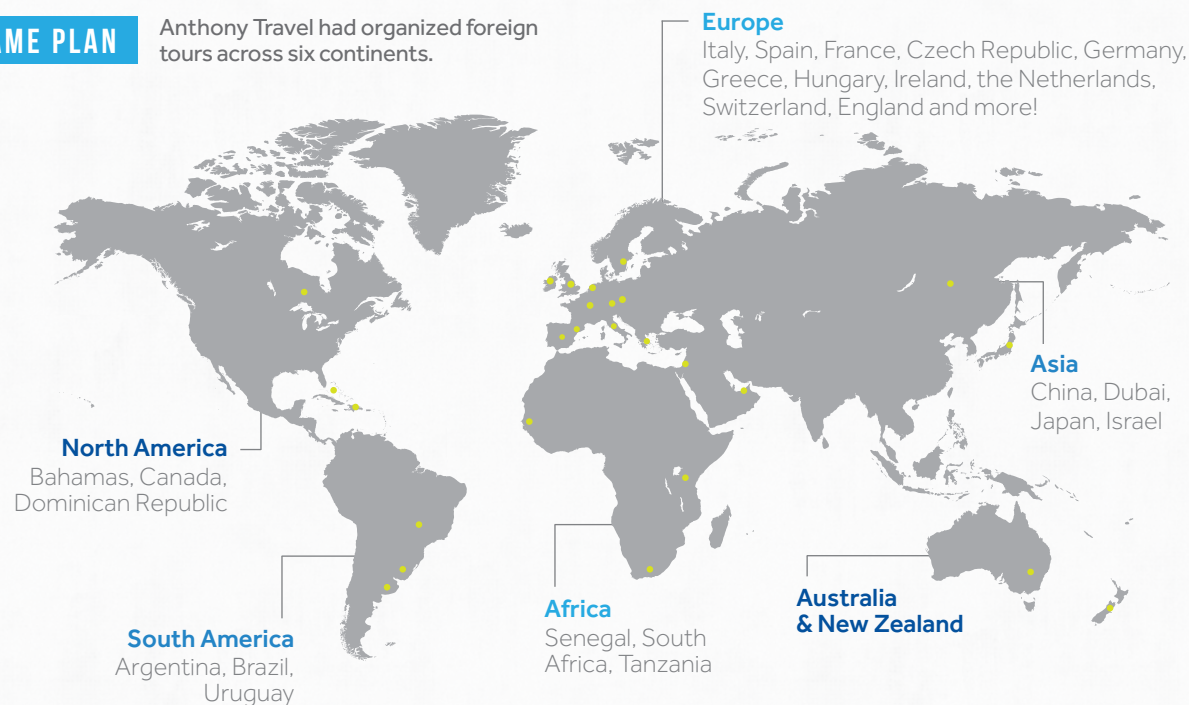 AME PLAN
Anthony Travel had organized foreign
tours across six continents.
Europe
Italy, Spain, France, Czech Republic, Germany,
Greece, Hungary, Ireland, the Netherlands,
Switzerland, England and more!
Asia
China, Dubai,
Japan, Israel
North America
Bahamas, Canada,
Dominican Republic
South America
Argentina, Brazil,
Uruguay
Africa
Senegal, South
Africa, Tanzania
Australia
& New Zealand